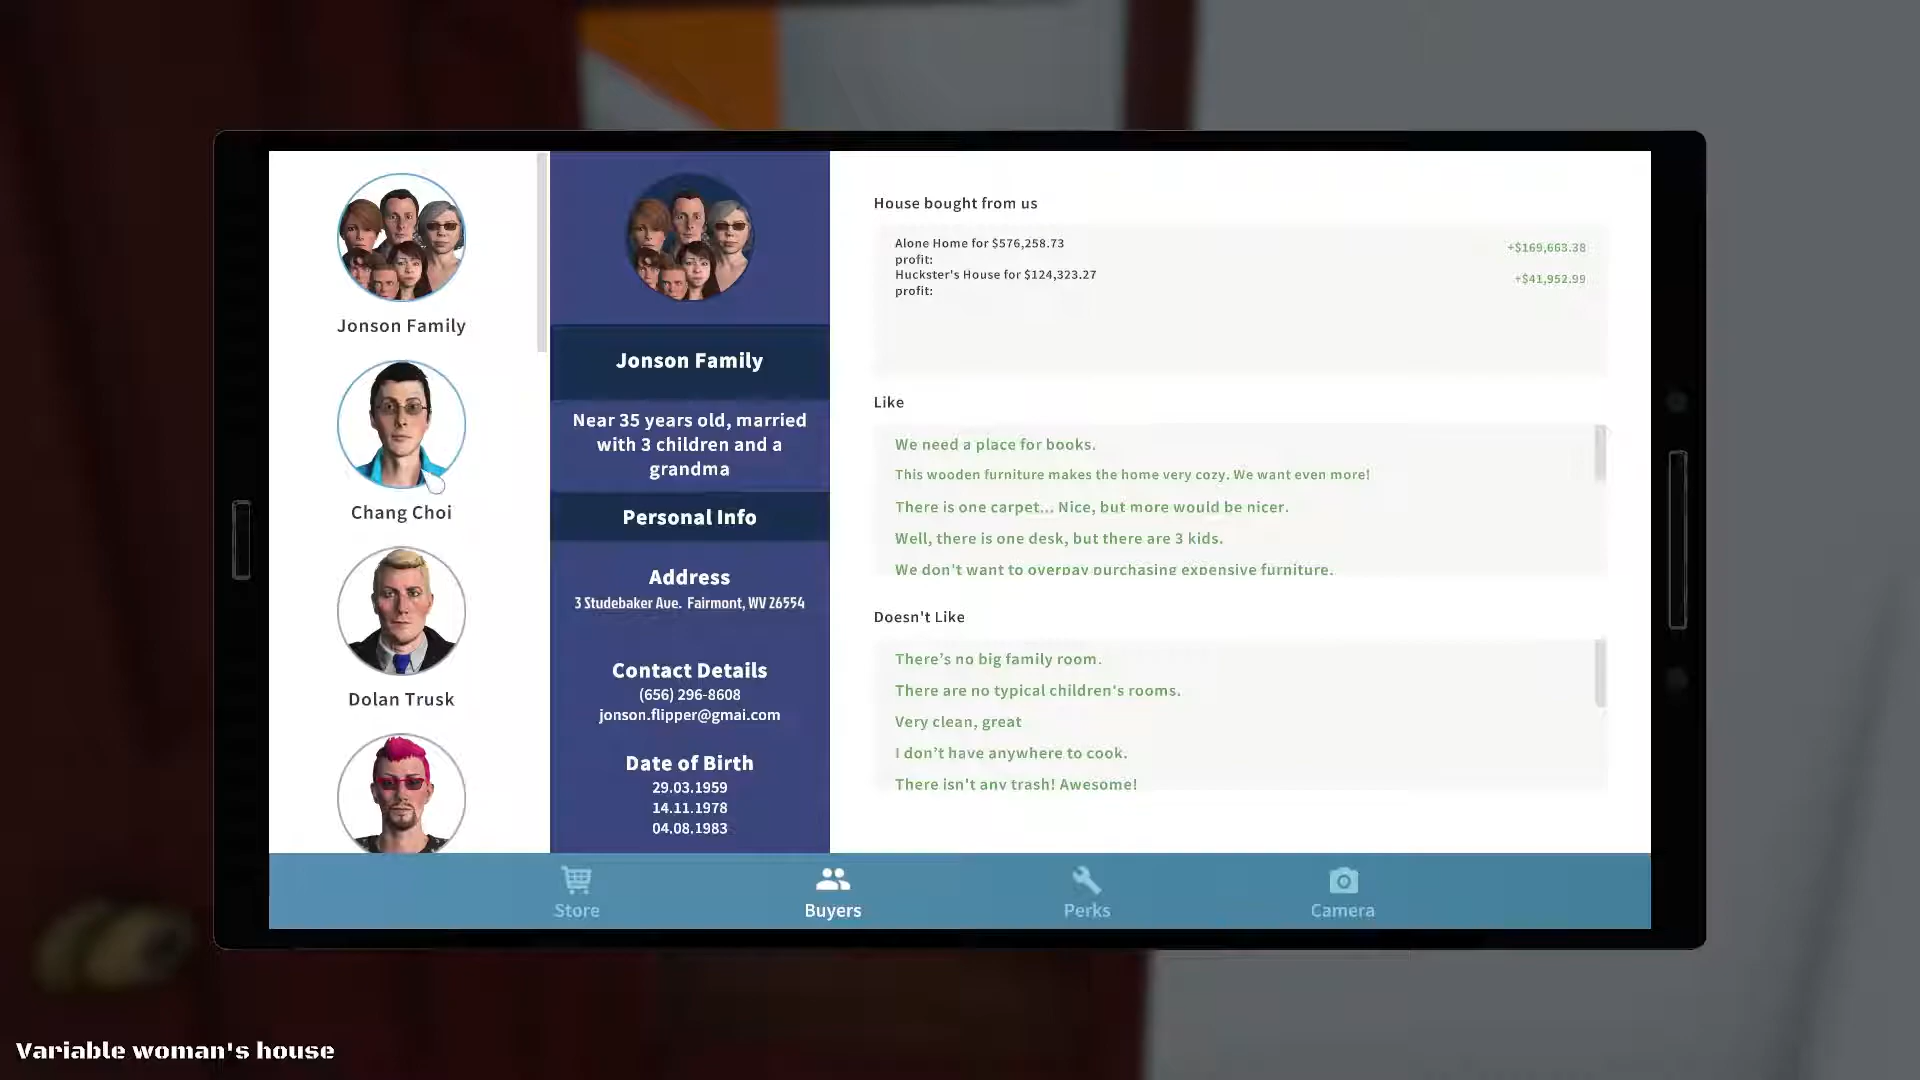 Jonson Family
Chang Choi
Dolan Trusk
Jonson Family
Near 35 years old, married
with 3 children and a
grandma
Personal Info
Address
3 Studebaker Ave. Fairmont, WV 26554
Contact Details
(656) 296-8608
jonson.flipper@gmai.com
Date of Birth
29.03.1959
14.11.1978
04.08.1983
House bought from us
Alone Home for $576,258.73
profit:
+$169,663.38
Huckster's House for $124,323.27
profit:
+$41,952.99
Like
We need a place for books.
This wooden furniture makes the home very cozy. We want even more!
There is one carpet... Nice, but more would be nicer.
Well, there is one desk, but there are 3 kids.
We don't want to overpay purchasing expensive furniture.
Doesn't Like
There’s no big family room.
There are no typical children's rooms.
Very clean, great
I don’t have anywhere to cook.
There isn't any trash! Awesome!
Store
Buyers
Perks
Camera
Variable woman's house